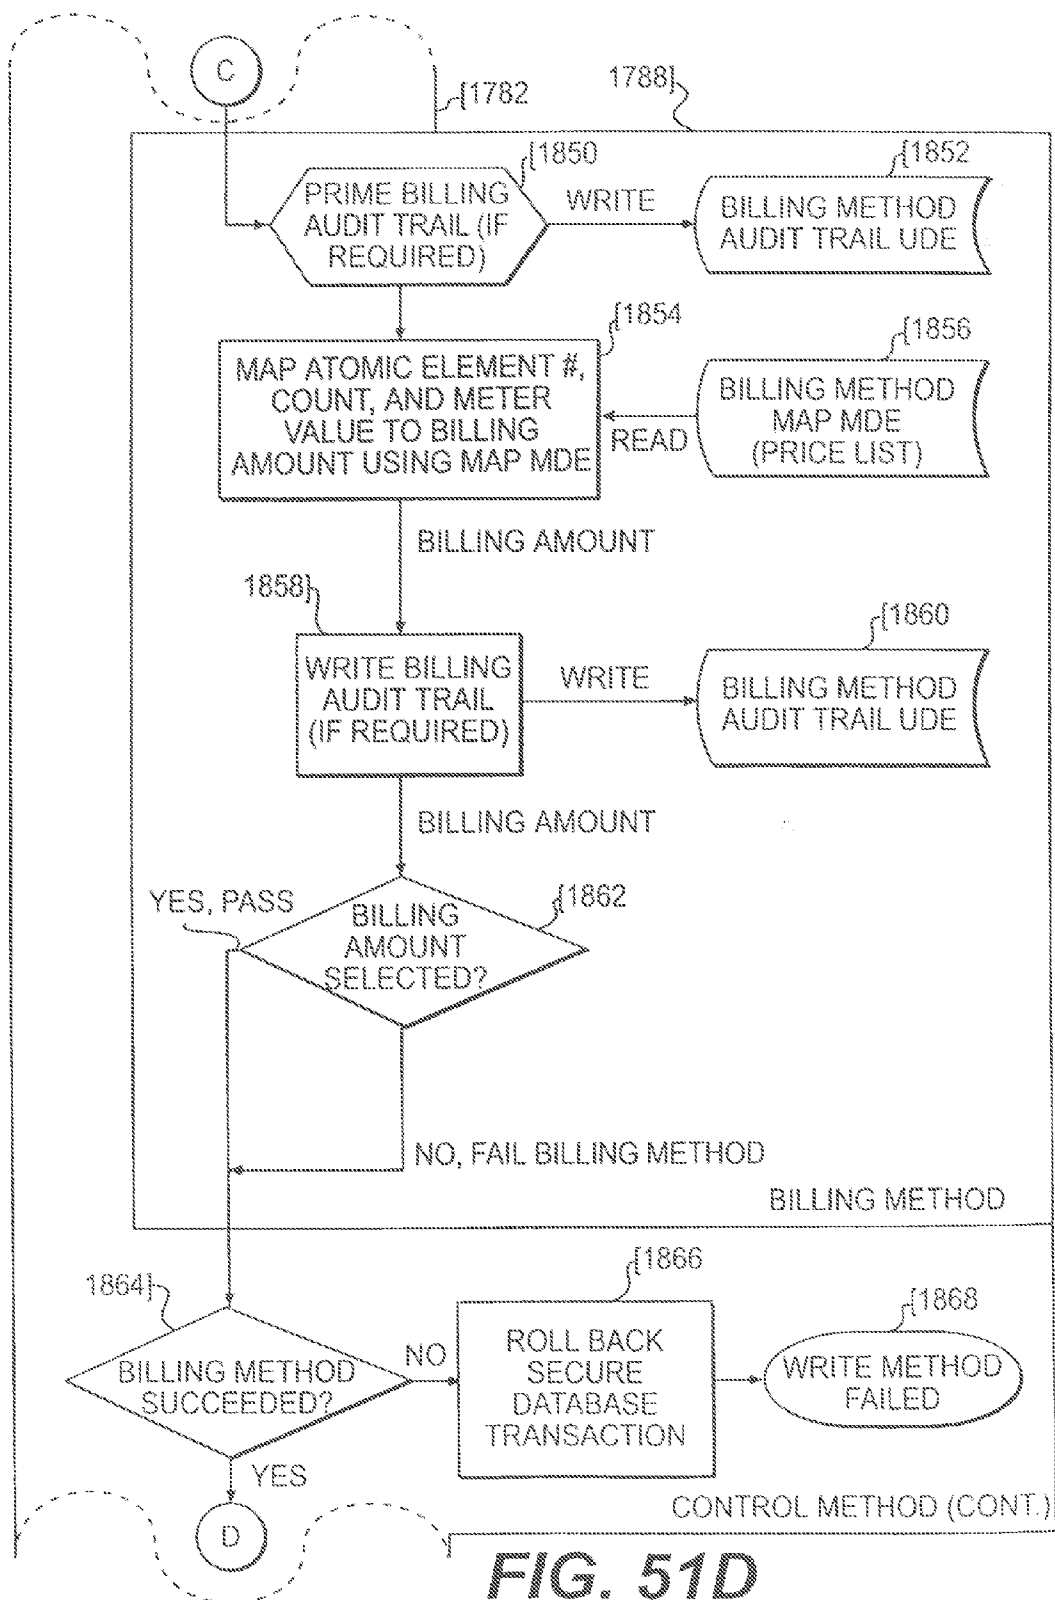 C
[1782
1788]
[1850
PRIME BILLING
AUDIT TRAIL (IF
REQUIRED)
WRITE
[1852
BILLING METHOD
AUDIT TRAIL UDE
[1854
MAP ATOMIC ELEMENT #,
COUNT, AND METER
VALUE TO BILLING
AMOUNT USING MAP MDE
READ
[1856
BILLING METHOD
MAP MDE
(PRICE LIST)
BILLING AMOUNT
1858]
WRITE BILLING
AUDIT TRAIL
(IF REQUIRED)
WRITE
[1860
BILLING METHOD
AUDIT TRAIL UDE
BILLING AMOUNT
YES, PASS
[1862
BILLING
AMOUNT
SELECTED?
NO, FAIL BILLING METHOD
BILLING METHOD
1864]
BILLING METHOD
SUCCEEDED?
NO
[1866
ROLL BACK
SECURE
DATABASE
TRANSACTION
[1868
WRITE METHOD
FAILED
YES
D
CONTROL METHOD (CONT.)
FIG. 51D